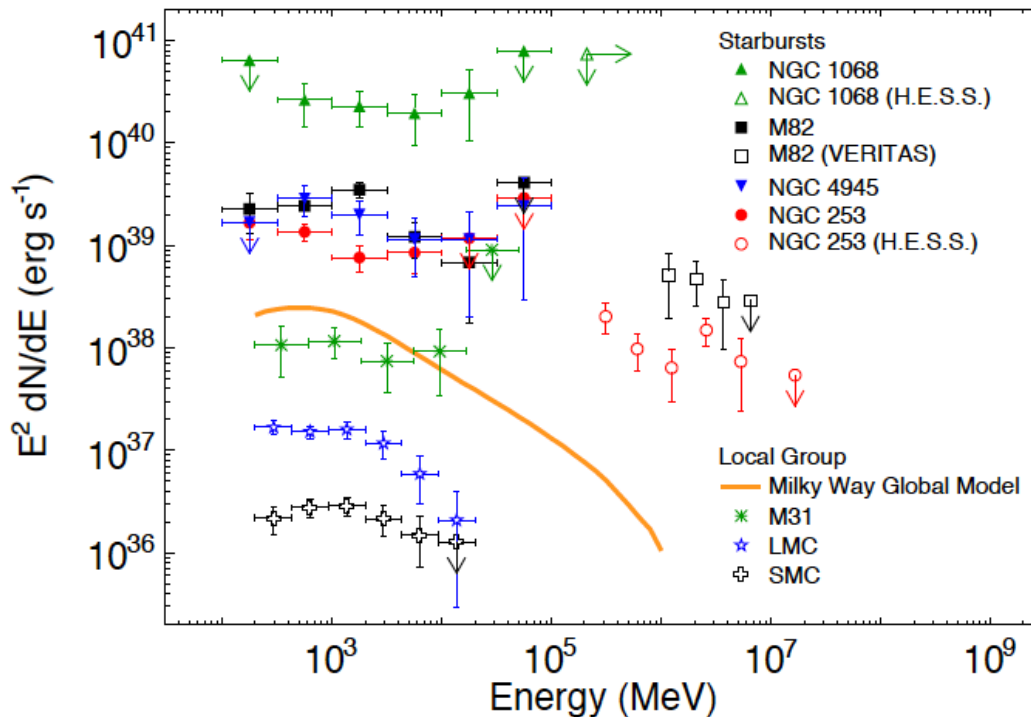 10^41
10^40
10^39
10^38
10^37
10^36
E^2 dN/dE (erg s^-1)
10^3
10^5
10^6
10^7
10^9
Energy (MeV)
Starbursts
NGC 1068
NGC 1068 (H.E.S.S.)
M82
M82 (VERITAS)
NGC 4945
NGC 253
NGC 253 (H.E.S.S.)
Local Group
Milky Way Global Model
M31
LMC
SMC